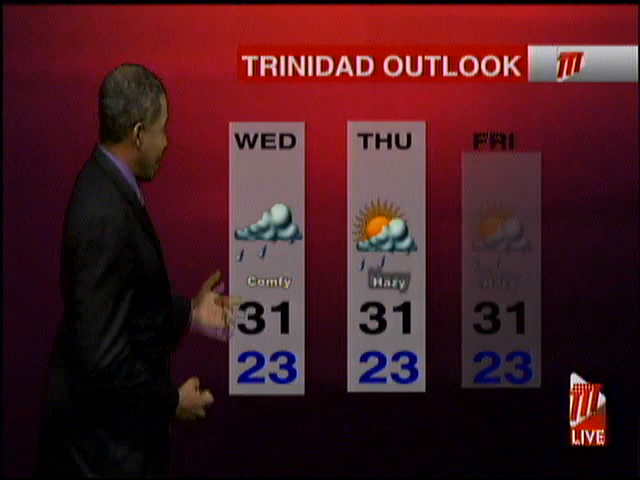 TRINIDAD OUTLOOK
WED
THU
FRI
Comfy
Hazy
31
31
31
23
23
23
LIVE